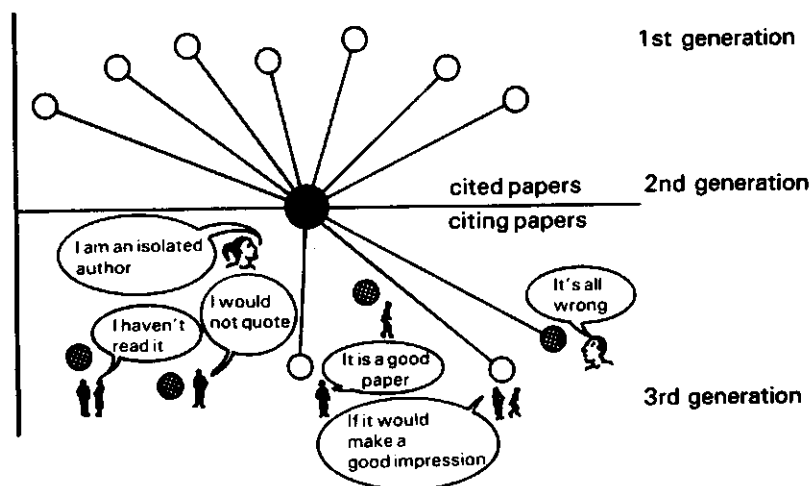 1st generation
cited papers
2nd generation
citing papers
I am an isolated
author
It's all
wrong
I would
not quote
I haven't
read it
It is a good
paper
3rd generation
If it would
make a
good impression